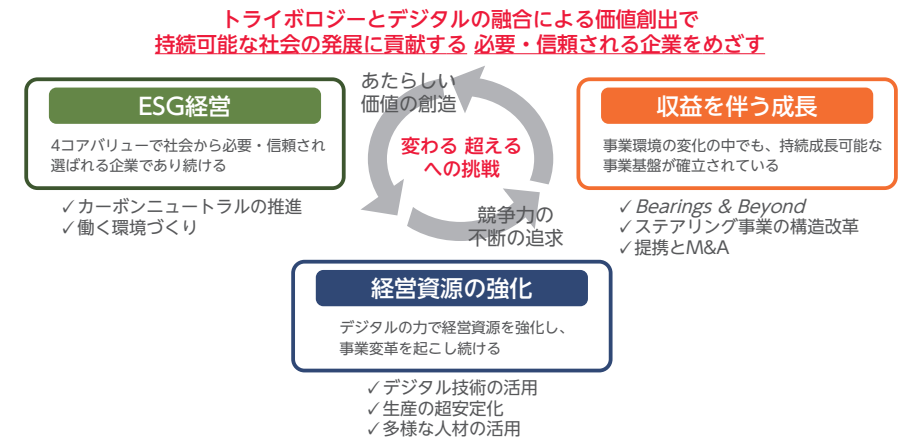 トライボロジーとデジタルの融合による価値創出で
持続可能な社会の発展に貢献する 必要・信頼される企業をめざす
ESG経営
4コアバリューで社会から必要・信頼され
選ばれる企業であり続ける
✓カーボンニュートラルの推進
✓働く環境づくり
あたらしい
価値の創造
変わる 超える
への挑戦
競争力の
不断の追求
収益を伴う成長
事業環境の変化の中でも、持続成長可能な
事業基盤が確立されている
✓Bearings & Beyond
✓ステアリング事業の構造改革
✓提携とM&A
経営資源の強化
デジタルの力で経営資源を強化し、
事業変革を起こし続ける
✓デジタル技術の活用
✓生産の超安定化
✓多様な人材の活用